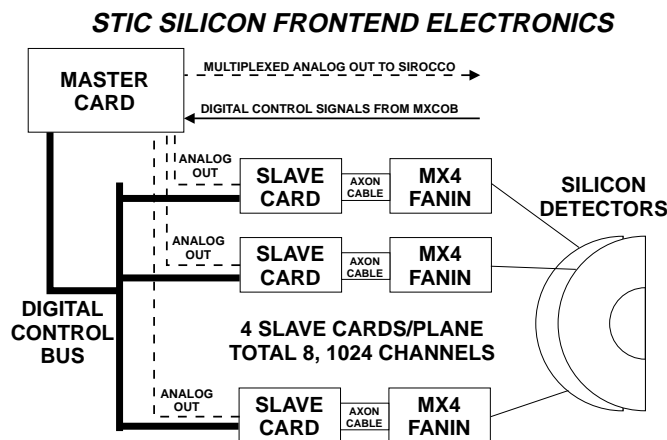 STIC SILICON FRONTEND ELECTRONICS
MASTER
CARD
MULTIPLEXED ANALOG OUT TO SIROCCO
DIGITAL CONTROL SIGNALS FROM MXCOB
ANALOG
OUT
SLAVE
CARD
AXON
CABLE
MX4
FANIN
SILICON
DETECTORS
ANALOG
OUT
SLAVE
CARD
AXON
CABLE
MX4
FANIN
DIGITAL
CONTROL
BUS
4 SLAVE CARDS/PLANE
TOTAL 8, 1024 CHANNELS
ANALOG
OUT
SLAVE
CARD
AXON
CABLE
MX4
FANIN